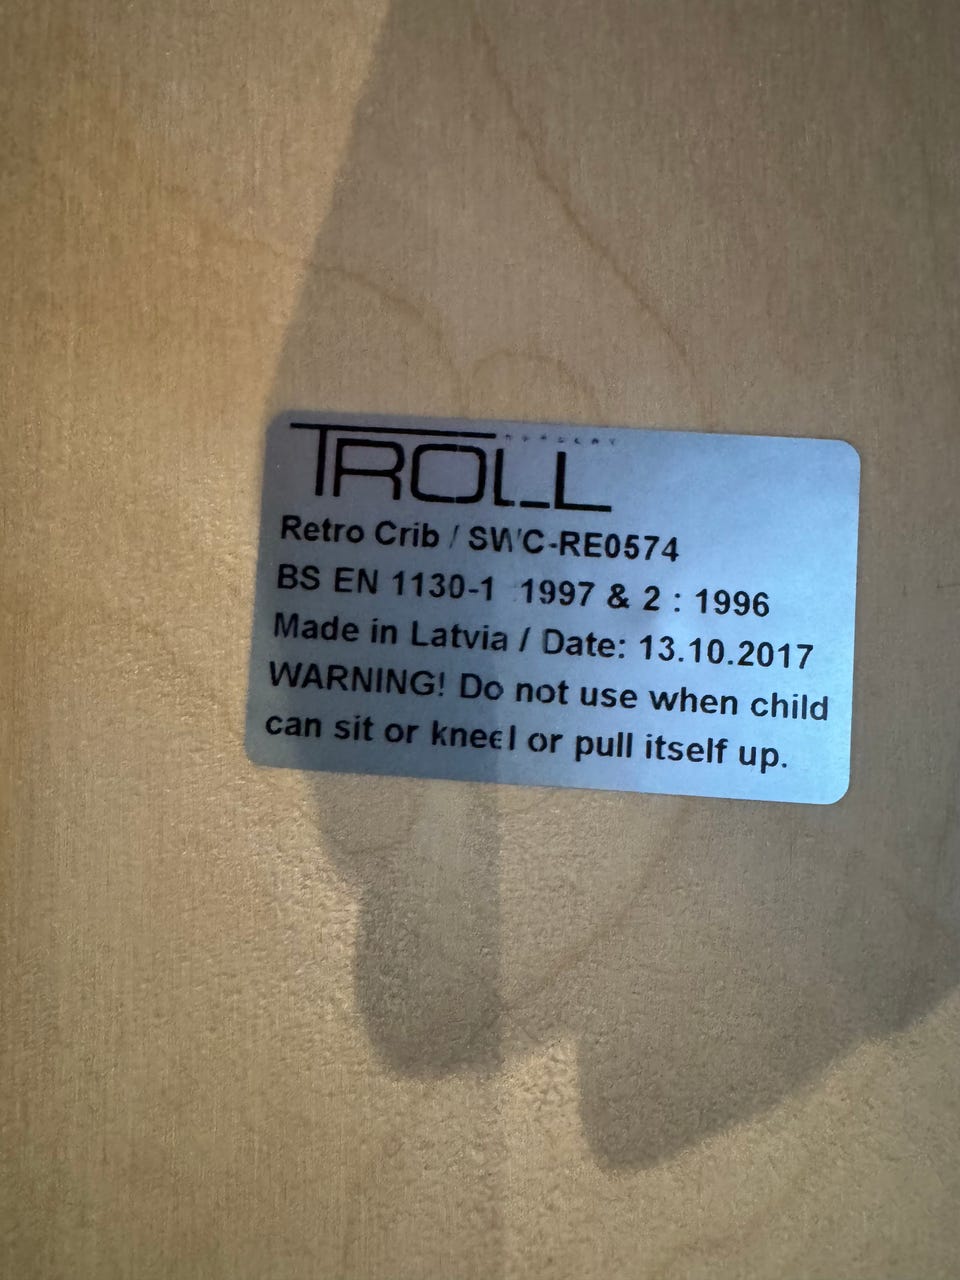 TROLL NURSERY
Retro Crib / SWC-RE0574
BS EN 1130-1 1997 & 2 : 1996
Made in Latvia / Date: 13.10.2017
WARNING! Do not use when child
can sit or kneel or pull itself up.